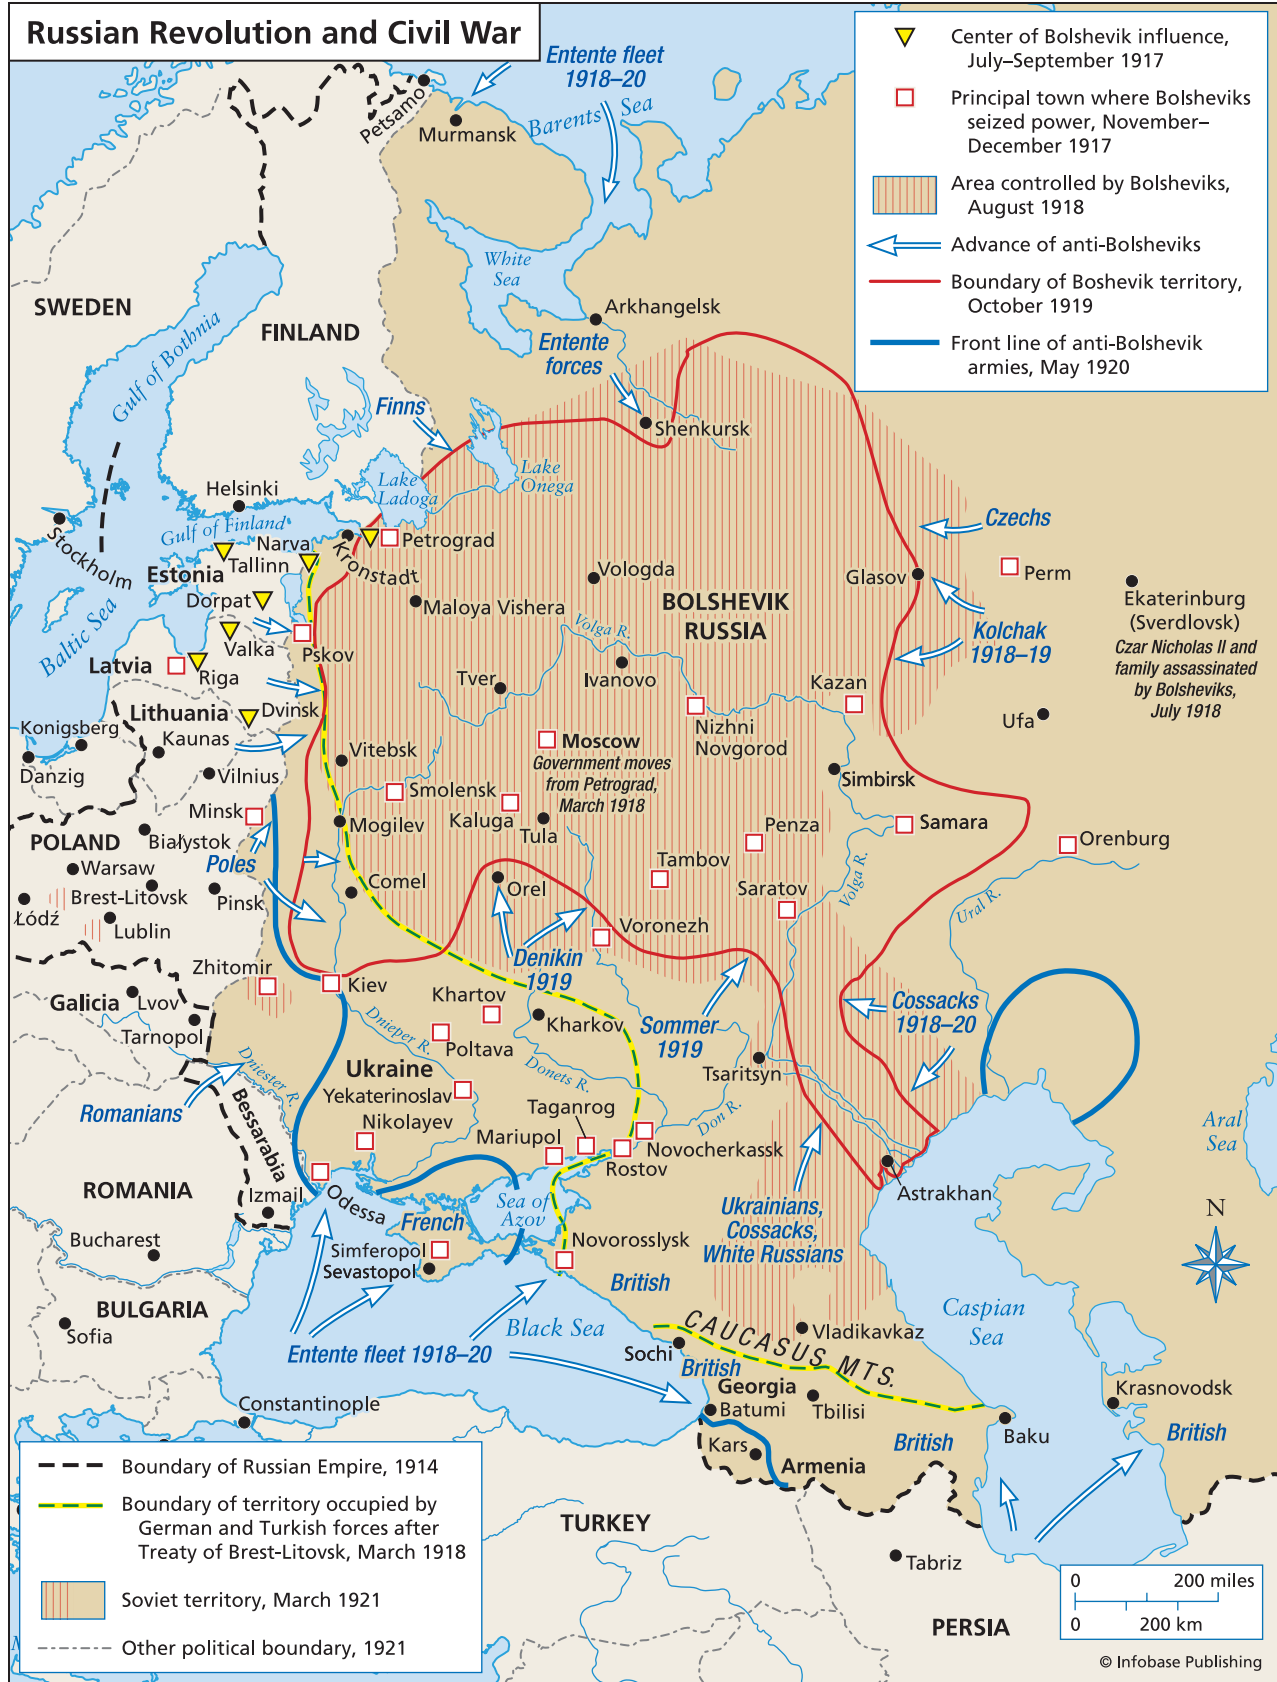 Russian Revolution and Civil War
Center of Bolshevik influence,
July–September 1917
Principal town where Bolsheviks
seized power, November–
December 1917
Area controlled by Bolsheviks,
August 1918
Advance of anti-Bolsheviks
Boundary of Boshevik territory,
October 1919
Front line of anti-Bolshevik
armies, May 1920
Entente fleet
1918–20
Barents Sea
Petsamo
Murmansk
White
Sea
Arkhangelsk
SWEDEN
FINLAND
Gulf of Bothnia
Entente
forces
Finns
Shenkursk
Lake
Onega
Lake
Ladoga
Helsinki
Gulf of Finland
Stockholm
Narva
Tallinn
Kronstadt
Petrograd
Estonia
Dorpat
Valka
Pskov
Maloya Vishera
Vologda
BOLSHEVIK
RUSSIA
Glasov
Czechs
Perm
Ekaterinburg
(Sverdlovsk)
Czar Nicholas II and
family assassinated
by Bolsheviks,
July 1918
Kolchak
1918–19
Baltic Sea
Latvia
Riga
Volga R.
Ivanovo
Tver
Kazan
Ufa
Lithuania
Dvinsk
Konigsberg
Kaunas
Danzig
Vilnius
Vitebsk
Moscow
Government moves
from Petrograd,
March 1918
Nizhni
Novgorod
Simbirsk
Minsk
Smolensk
Kaluga
Tula
Mogilev
Penza
Samara
Orenburg
POLAND
Białystok
Warsaw
Poles
Brest-Litovsk
Pinsk
Comel
Orel
Tambov
Saratov
Volga R.
Ural R.
Łódź
Lublin
Voronezh
Zhitomir
Denikin
1919
Kiev
Galicia
Lvov
Tarnopol
Khartov
Kharkov
Poltava
Dnieper R.
Sommer
1919
Cossacks
1918–20
Tsaritsyn
Dniester R.
Ukraine
Yekaterinoslav
Donets R.
Romanians
Bessarabia
Nikolayev
Taganrog
Mariupol
Don R.
Novocherkassk
Rostov
Aral
Sea
Astrakhan
ROMANIA
Izmail
Odessa
French
Sea of
Azov
Ukrainians,
Cossacks,
White Russians
N
Bucharest
Simferopol
Sevastopol
Novorosslysk
British
BULGARIA
Sofia
Black Sea
Caspian
Sea
Entente fleet 1918–20
CAUCASUS MTS.
Vladikavkaz
Sochi
British
Georgia
Batumi
Tbilisi
Krasnovodsk
Constantinople
Kars
Armenia
British
Baku
British
Boundary of Russian Empire, 1914
Boundary of territory occupied by
German and Turkish forces after
Treaty of Brest-Litovsk, March 1918
Soviet territory, March 1921
Other political boundary, 1921
TURKEY
Tabriz
PERSIA
0 200 miles
0 200 km
© Infobase Publishing